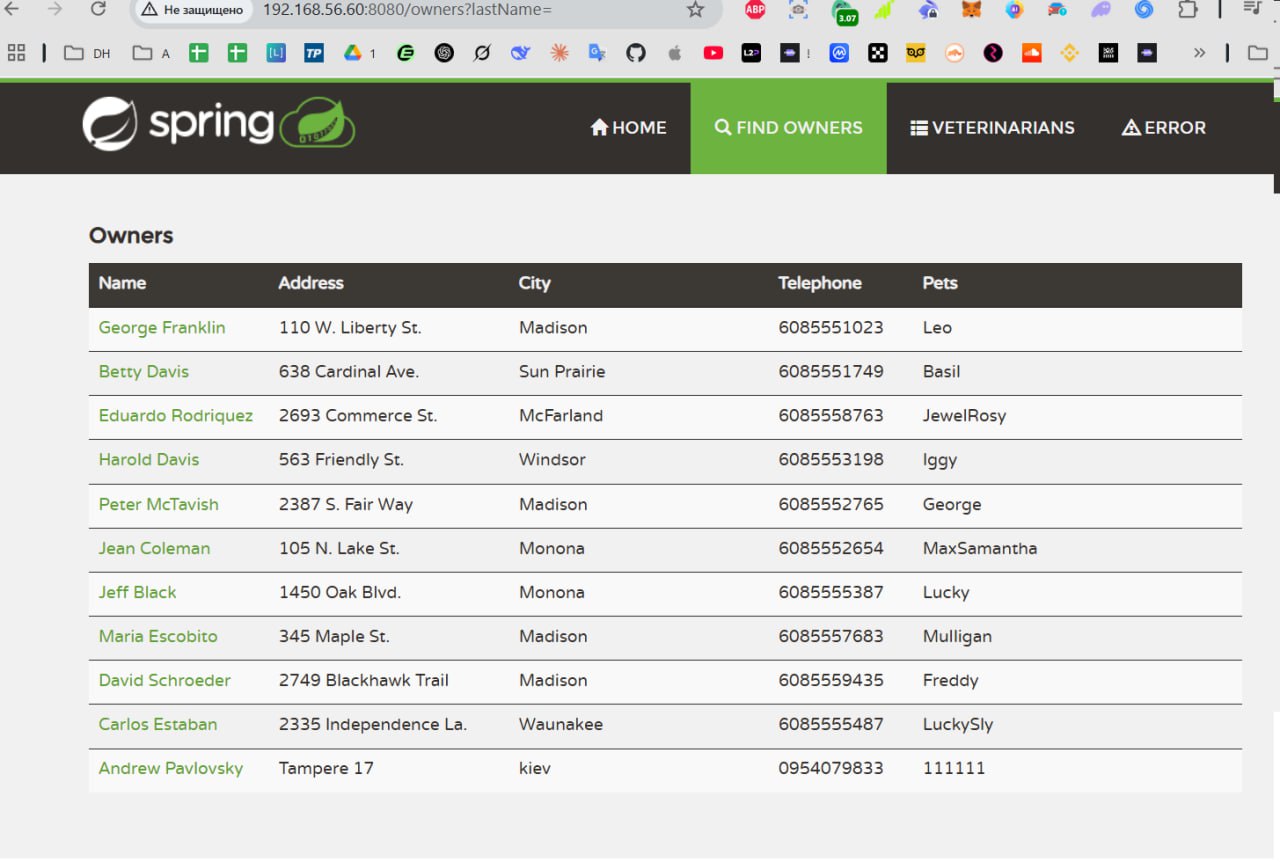 Не защищено 192.168.56.60:8080/owners?lastName=
ABP 3.07
DH A TP 1 L2P !
spring
HOME FIND OWNERS VETERINARIANS ERROR
Owners
Name Address City Telephone Pets
George Franklin 110 W. Liberty St. Madison 6085551023 Leo
Betty Davis 638 Cardinal Ave. Sun Prairie 6085551749 Basil
Eduardo Rodriquez 2693 Commerce St. McFarland 6085558763 JewelRosy
Harold Davis 563 Friendly St. Windsor 6085553198 Iggy
Peter McTavish 2387 S. Fair Way Madison 6085552765 George
Jean Coleman 105 N. Lake St. Monona 6085552654 MaxSamantha
Jeff Black 1450 Oak Blvd. Monona 6085555387 Lucky
Maria Escobito 345 Maple St. Madison 6085557683 Mulligan
David Schroeder 2749 Blackhawk Trail Madison 6085559435 Freddy
Carlos Estaban 2335 Independence La. Waunakee 6085555487 LuckySly
Andrew Pavlovsky Tampere 17 kiev 0954079833 111111